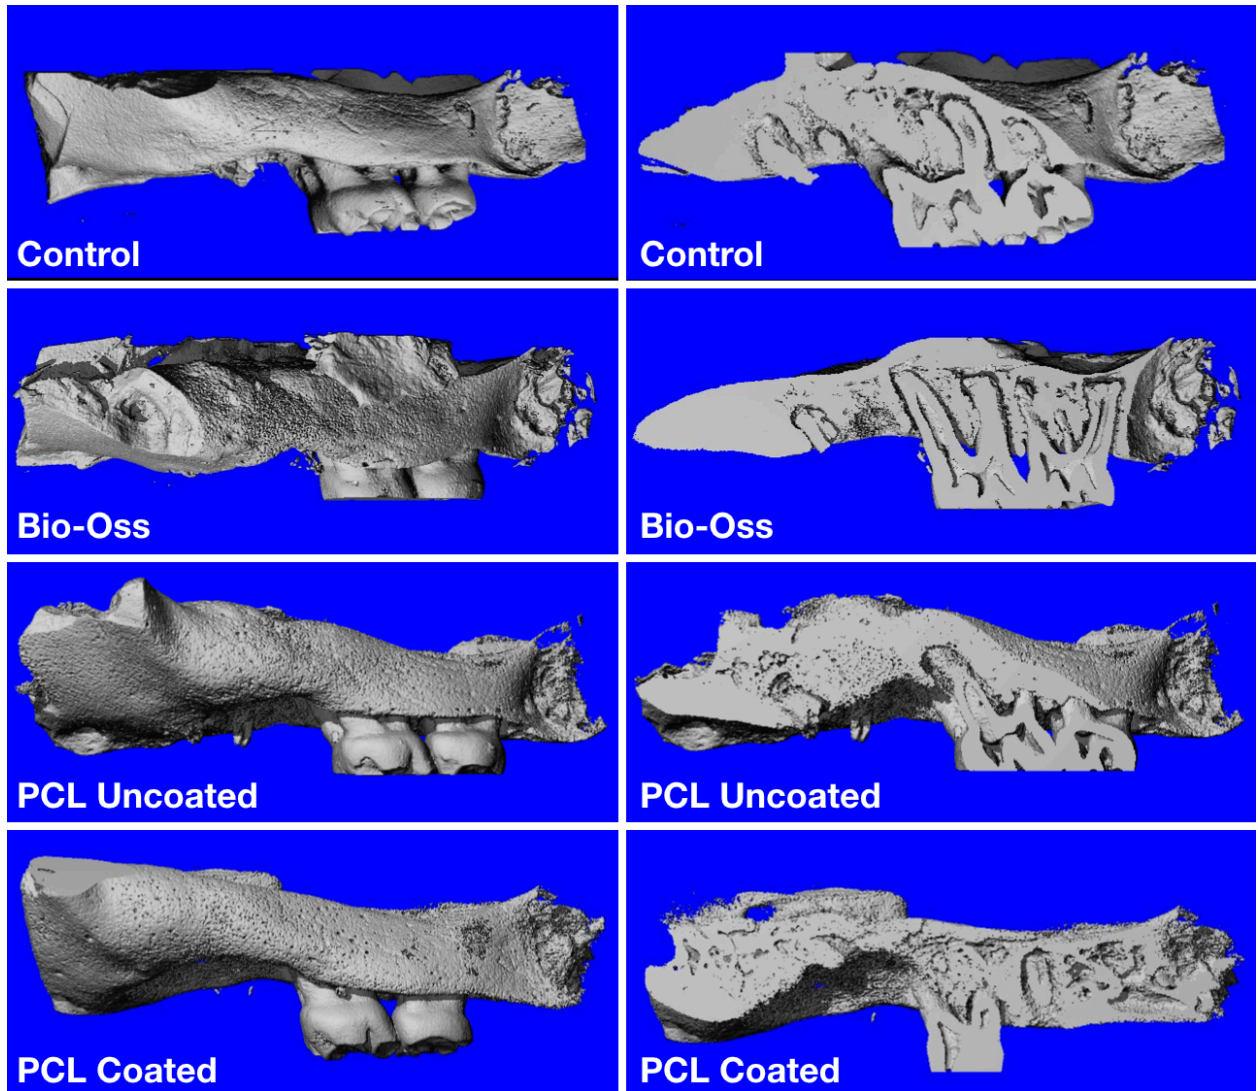 Control
Control
Bio-Oss
Bio-Oss
PCL Uncoated
PCL Uncoated
PCL Coated
PCL Coated